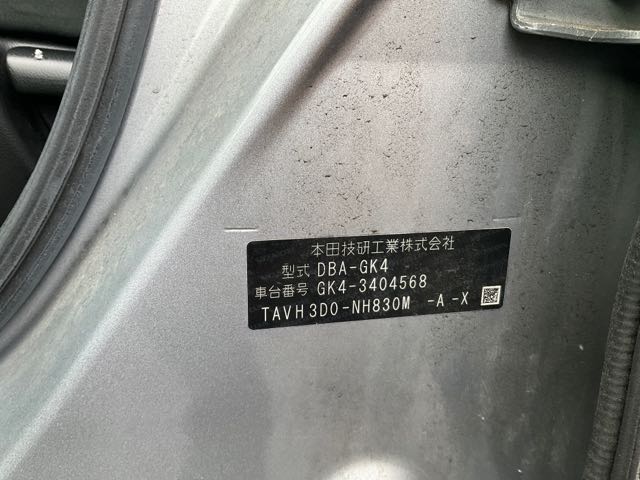 本田技研工業株式会社
型式 DBA-GK4
車台番号 GK4-3404568
TAVH3D0-NH830M -A-X